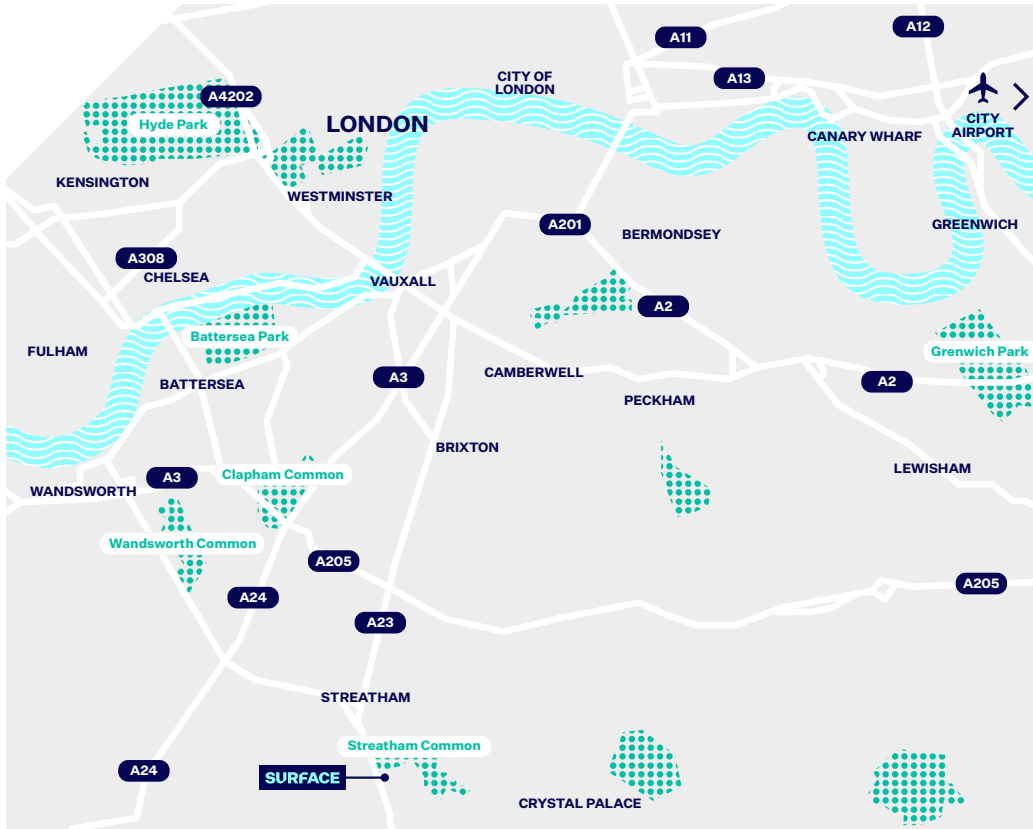 A12
A11
CITY OF
LONDON
A13
A4202
Hyde Park
LONDON
CITY
AIRPORT
CANARY WHARF
KENSINGTON
WESTMINSTER
A201
BERMONDSEY
GREENWICH
A308
CHELSEA
VAUXALL
A2
Battersea Park
FULHAM
Grenwich Park
BATTERSEA
A3
CAMBERWELL
A2
PECKHAM
BRIXTON
LEWISHAM
Clapham Common
A3
WANDSWORTH
Wandsworth Common
A205
A205
A24
A23
STREATHAM
Streatham Common
A24
SURFACE
CRYSTAL PALACE